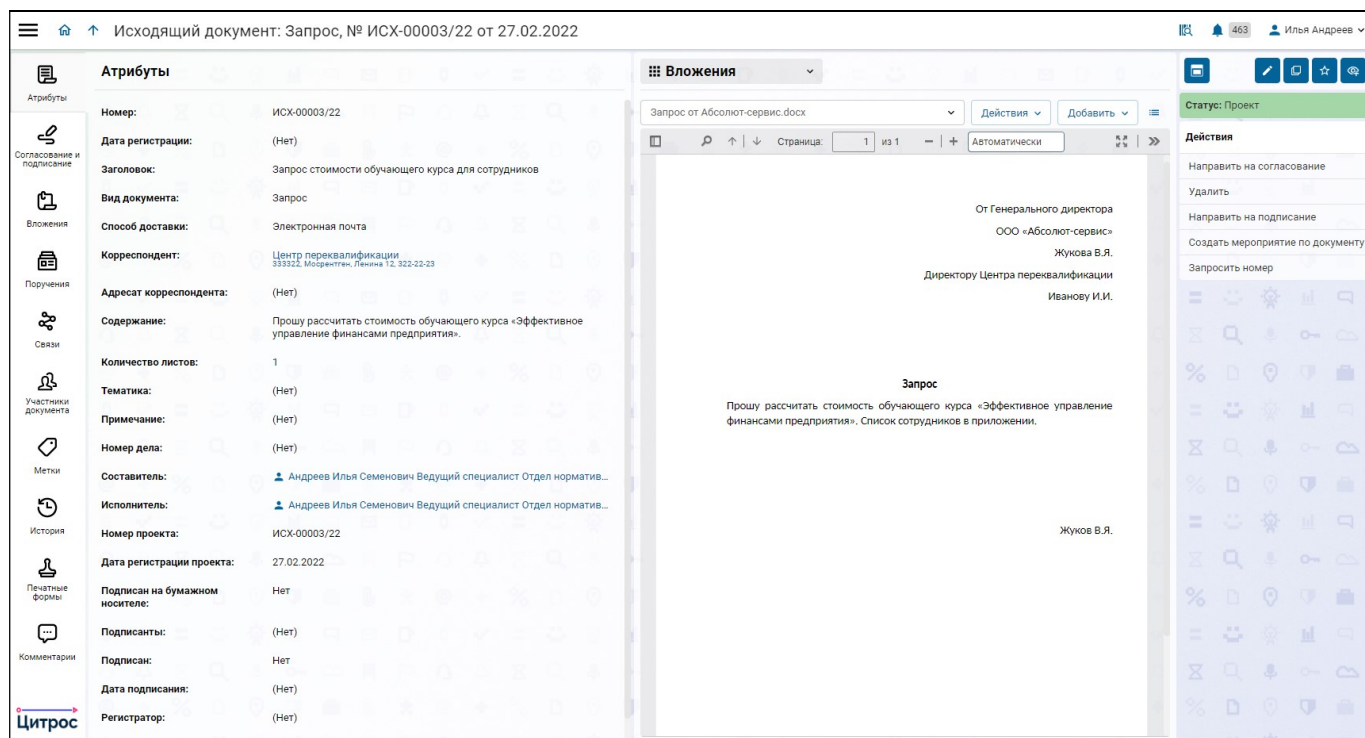 Исходящий документ: Запрос, № ИСХ-00003/22 от 27.02.2022
463
Илья Андреев
Атрибуты
Согласование и
подписание
Вложения
Поручения
Связи
Участники
документа
Метки
История
Печатные
формы
Комментарии
Цитрос
Атрибуты
Номер: ИСХ-00003/22
Дата регистрации: (Нет)
Заголовок: Запрос стоимости обучающего курса для сотрудников
Вид документа: Запрос
Способ доставки: Электронная почта
Корреспондент: Центр переквалификации
333322, Мосрентген, Ленина 12, 322-22-23
Адресат корреспондента: (Нет)
Содержание: Прошу рассчитать стоимость обучающего курса «Эффективное
управление финансами предприятия».
Количество листов: 1
Тематика: (Нет)
Примечание: (Нет)
Номер дела: (Нет)
Составитель: Андреев Илья Семенович Ведущий специалист Отдел норматив...
Исполнитель: Андреев Илья Семенович Ведущий специалист Отдел норматив...
Номер проекта: ИСХ-00003/22
Дата регистрации проекта: 27.02.2022
Подписан на бумажном Нет
носителе:
Подписанты: (Нет)
Подписан: Нет
Дата подписания: (Нет)
Регистратор: (Нет)
Вложения
Запрос от Абсолют-сервис.docx
Действия
Добавить
Страница: 1 из 1
Автоматически
От Генерального директора
ООО «Абсолют-сервис»
Жукова В.Я.
Директору Центра переквалификации
Иванову И.И.
Запрос
Прошу рассчитать стоимость обучающего курса «Эффективное управление
финансами предприятия». Список сотрудников в приложении.
Жуков В.Я.
Статус: Проект
Действия
Направить на согласование
Удалить
Направить на подписание
Создать мероприятие по документу
Запросить номер